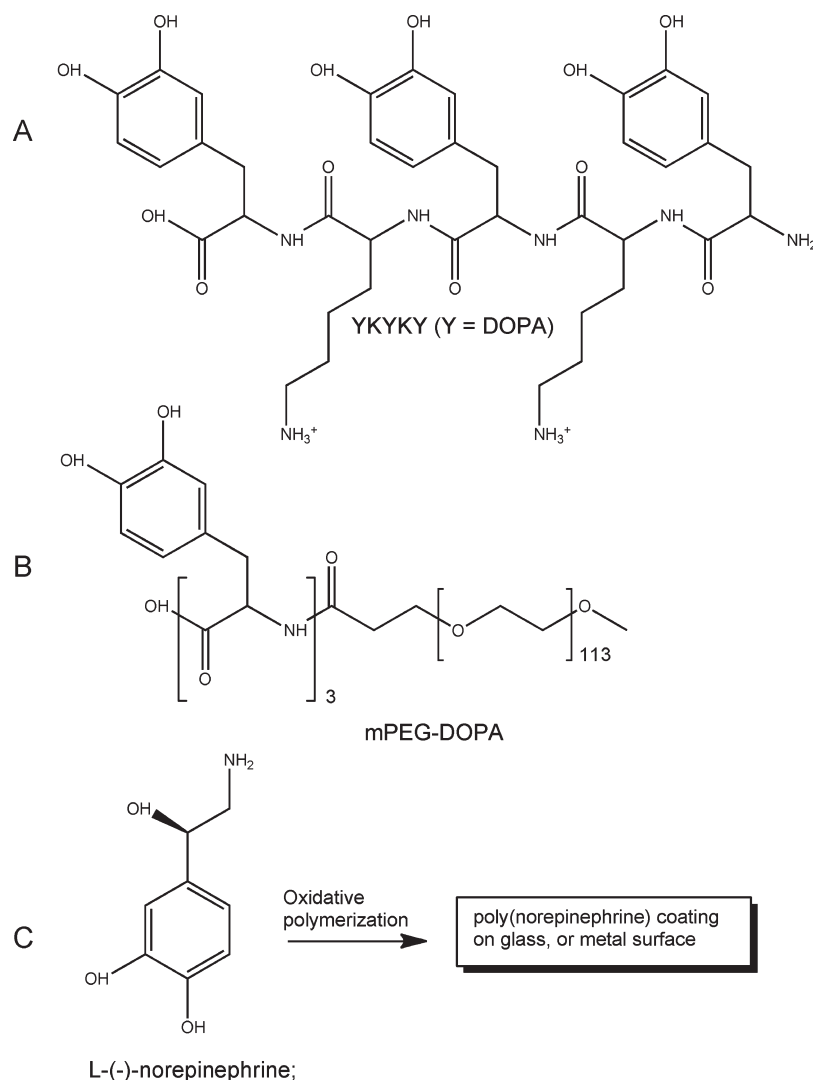 OH
OH
OH
OH
OH
OH
A
O
O
OH
NH
NH
NH
NH
NH2
O
O
O
YKYKY (Y = DOPA)
NH3+
NH3+
OH
OH
B
O
OH
NH
O
O
O
3
113
mPEG-DOPA
NH2
OH
C
Oxidative
polymerization
poly(norepinephrine) coating
on glass, or metal surface
OH
OH
L-(-)-norepinephrine;